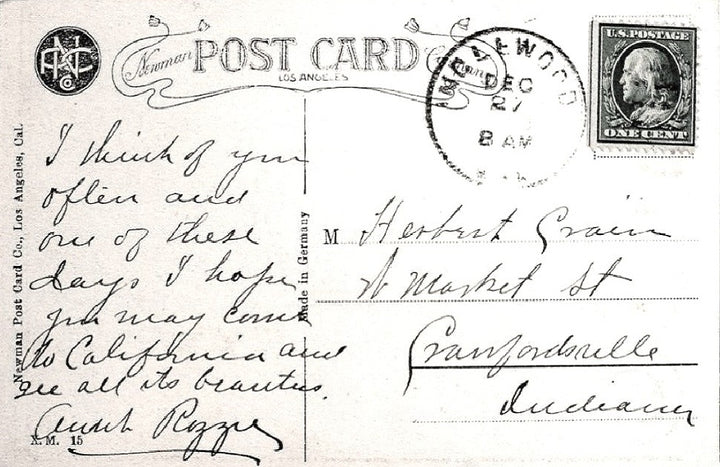 Newman POST CARD
LOS ANGELES
INGLEWOOD
DEC
27
8 AM
U.S. POSTAGE
ONE CENT
Newman Post Card Co., Los Angeles, Cal.
Made in Germany
I think of you
often and
one of these
days I hope
you may come
to California and
see all its beauties.
Aunt Rozzie
X.M. 15
M Herbert Crain
W Market St
Crawfordsville
Indiana